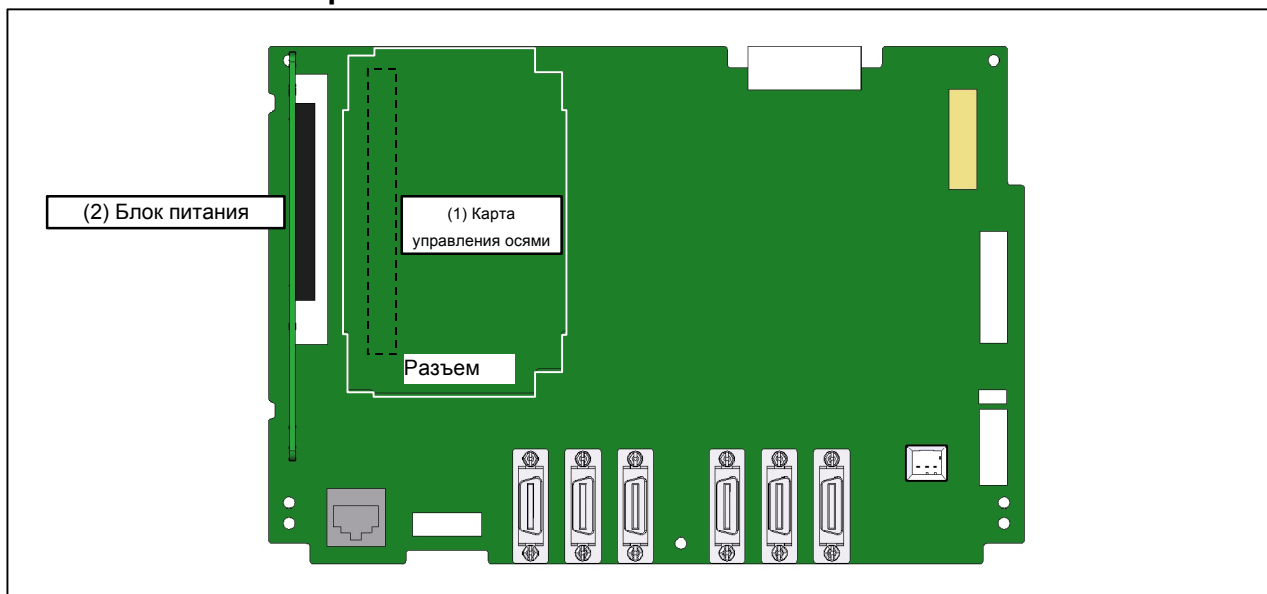 (2) Блок питания
(1) Карта
управления осями
Разъем